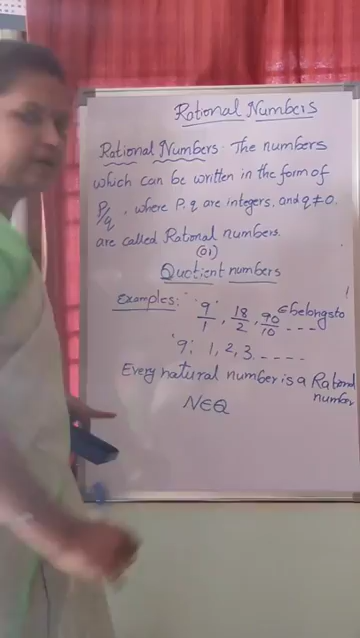 Rational Numbers
Rational Numbers: The numbers
which can be written in the form of
P/q, where P, q are integers, and q ≠ 0,
are called Rational numbers.
(or)
Quotient numbers
Examples: '9' 9/1, 18/2, 90/10 - - - ∈ belongs to
'9', 1, 2, 3, - - - -
Every natural number is a Rational
number
N∈Q